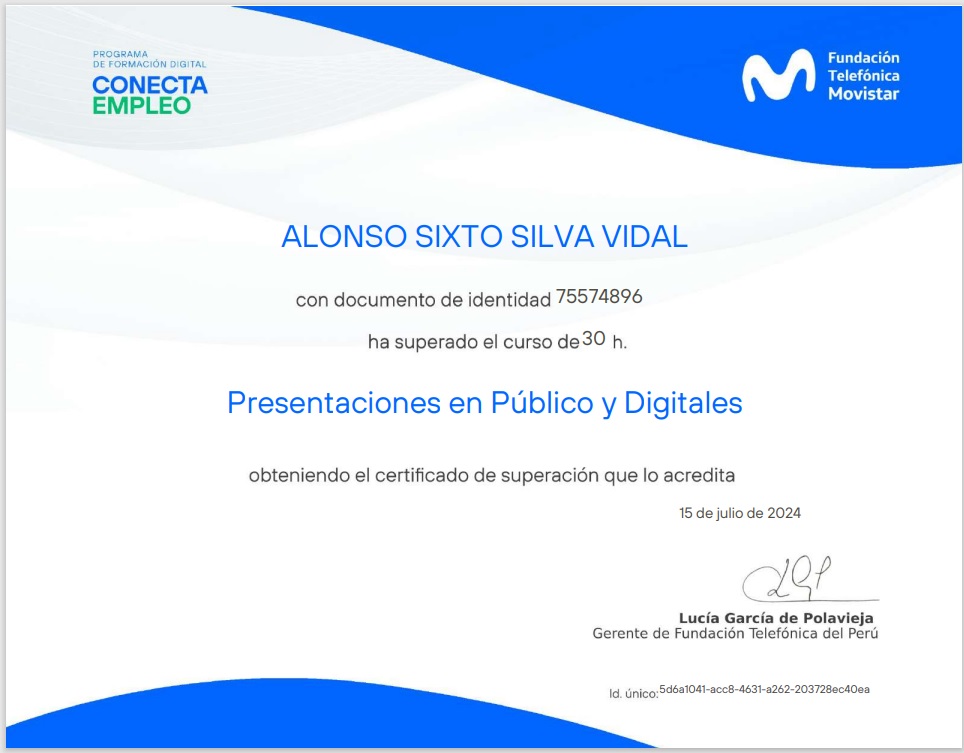 PROGRAMA
DE FORMACIÓN DIGITAL
CONECTA
EMPLEO
Fundación
Telefónica
Movistar
ALONSO SIXTO SILVA VIDAL
con documento de identidad 75574896
ha superado el curso de 30 h.
Presentaciones en Público y Digitales
obteniendo el certificado de superación que lo acredita
15 de julio de 2024
Lucía García de Polavieja
Gerente de Fundación Telefónica del Perú
Id. único: 5d6a1041-acc8-4631-a262-203728ec40ea